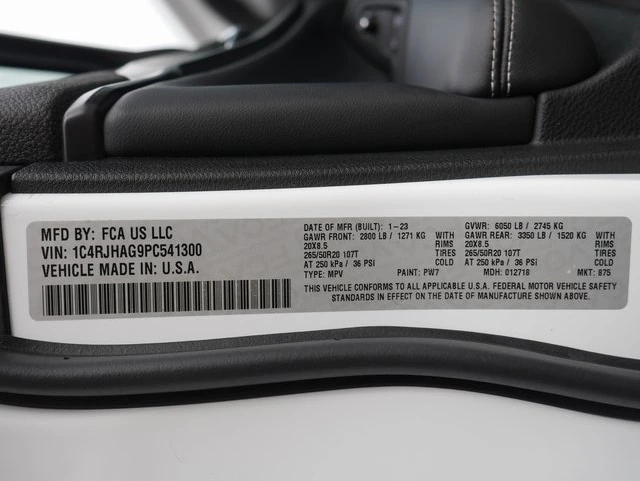 MFD BY: FCA US LLC
VIN: 1C4RJHAG9PC541300
VEHICLE MADE IN: U.S.A.
DATE OF MFR (BUILT): 1-23 GVWR: 6050 LB / 2745 KG
GAWR FRONT: 2800 LB / 1271 KG WITH GAWR REAR: 3350 LB / 1520 KG WITH
20X8.5 RIMS 20X8.5 RIMS
265/50R20 107T TIRES 265/50R20 107T TIRES
AT 250 kPa / 36 PSI COLD AT 250 kPa / 36 PSI COLD
TYPE: MPV PAINT: PW7 MDH: 012718 MKT: 875
THIS VEHICLE CONFORMS TO ALL APPLICABLE U.S.A. FEDERAL MOTOR VEHICLE SAFETY
STANDARDS IN EFFECT ON THE DATE OF MANUFACTURE SHOWN ABOVE.